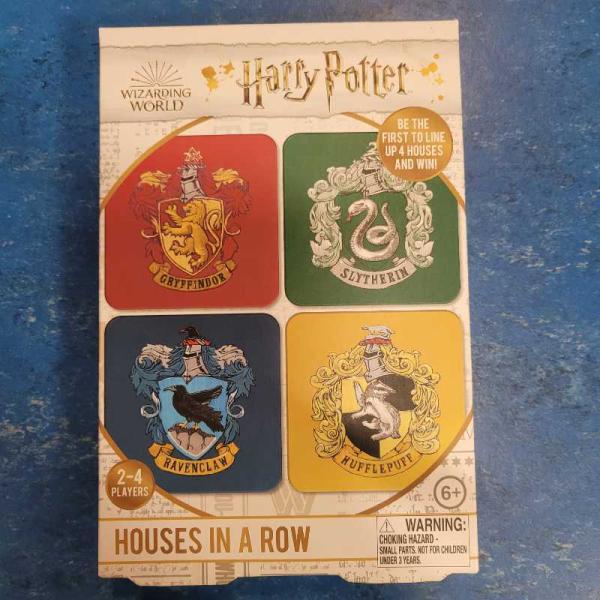 WIZARDING
WORLD
Harry Potter
BE THE
FIRST TO LINE
UP 4 HOUSES
AND WIN!
GRYFFINDOR
SLYTHERIN
RAVENCLAW
HUFFLEPUFF
2-4
PLAYERS
6+
HOUSES IN A ROW
WARNING:
CHOKING HAZARD -
SMALL PARTS. NOT FOR CHILDREN
UNDER 3 YEARS.